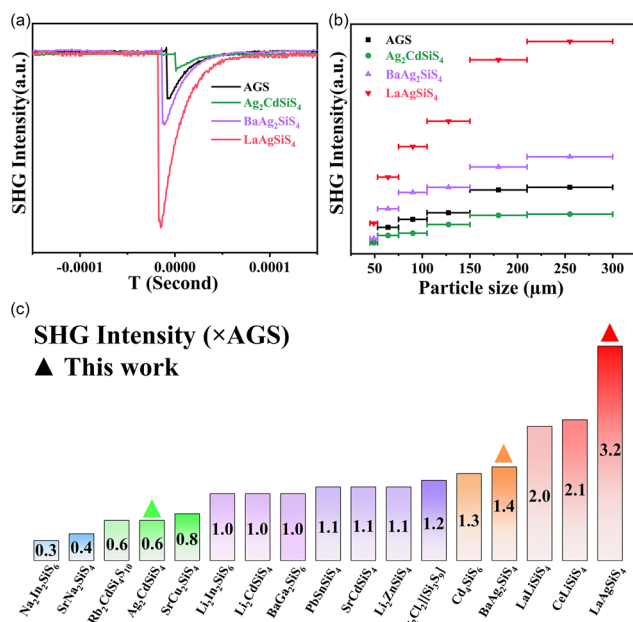 (a)
SHG Intensity(a.u.)
AGS
Ag₂CdSiS₄
BaAg₂SiS₄
LaAgSiS₄
-0.0001
0.0000
0.0001
T (Second)
(b)
SHG Intensity(a.u.)
AGS
Ag₂CdSiS₄
BaAg₂SiS₄
LaAgSiS₄
50
100
150
200
250
300
Particle size (µm)
(c)
SHG Intensity (×AGS)
▲ This work
0.3
0.4
0.6
0.6
0.8
1.0
1.0
1.0
1.1
1.1
1.1
1.2
1.3
1.4
2.0
2.1
3.2
Na₂In₂SiS₆
SrNa₂SiS₄
Ag₂CdSiS₄
SrCu₂SiS₄
Li₂In₂SiS₆
Li₂CdSiS₄
BaGa₂SiS₆
PbSnSiS₄
SrCdSiS₄
Li₂ZnSiS₄
Cd₄SiS₆
BaAg₂SiS₄
LaLiSiS₄
CeLiSiS₄
LaAgSiS₄